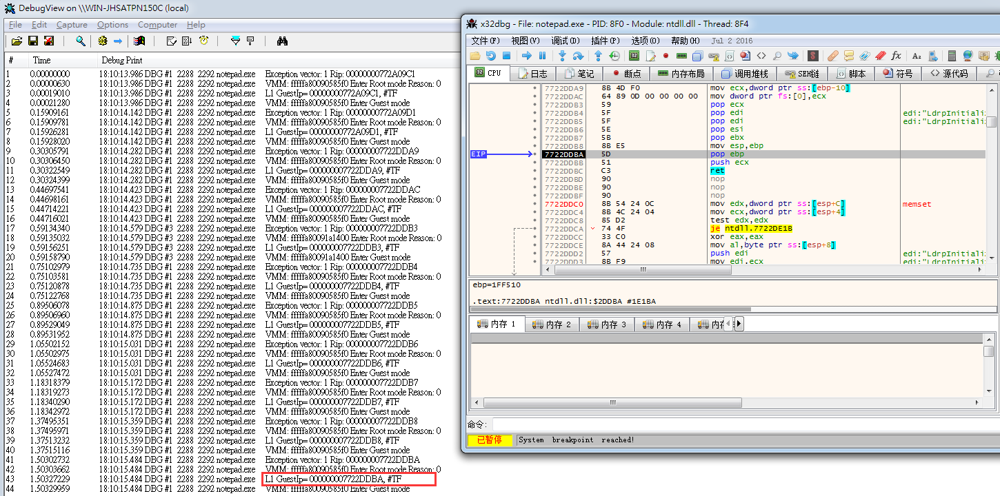 DebugView on \\WIN-JHSATPN150C (local)
File Edit Capture Options Computer Help
# Time Debug Print
1 0.00000000 18:10:13.986 DBG #1 2288 2292 notepad.exe Exception vector: 1 Rip: 00000000772A09C1
2 0.00000630 18:10:13.986 DBG #1 2288 2292 notepad.exe VMM: fffffa80090585f0 Enter Root mode Reason: 0
3 0.00019010 18:10:13.986 DBG #1 2288 2292 notepad.exe L1 GuestIp= 00000000772A09C1, #TF
4 0.00021280 18:10:13.986 DBG #1 2288 2292 notepad.exe VMM: fffffa80090585f0 Enter Guest mode
5 0.15909161 18:10:14.142 DBG #1 2288 2292 notepad.exe Exception vector: 1 Rip: 00000000772A09D1
6 0.15909781 18:10:14.142 DBG #1 2288 2292 notepad.exe VMM: fffffa80090585f0 Enter Root mode Reason: 0
7 0.15926281 18:10:14.142 DBG #1 2288 2292 notepad.exe L1 GuestIp= 00000000772A09D1, #TF
8 0.15928020 18:10:14.142 DBG #1 2288 2292 notepad.exe VMM: fffffa80090585f0 Enter Guest mode
9 0.30305791 18:10:14.282 DBG #1 2288 2292 notepad.exe Exception vector: 1 Rip: 000000007722DDA9
10 0.30306450 18:10:14.282 DBG #1 2288 2292 notepad.exe VMM: fffffa80090585f0 Enter Root mode Reason: 0
11 0.30322549 18:10:14.282 DBG #1 2288 2292 notepad.exe L1 GuestIp= 000000007722DDA9, #TF
12 0.30324399 18:10:14.282 DBG #1 2288 2292 notepad.exe VMM: fffffa80090585f0 Enter Guest mode
13 0.44697541 18:10:14.423 DBG #1 2288 2292 notepad.exe Exception vector: 1 Rip: 000000007722DDAC
14 0.44698161 18:10:14.423 DBG #1 2288 2292 notepad.exe VMM: fffffa80090585f0 Enter Root mode Reason: 0
15 0.44714221 18:10:14.423 DBG #1 2288 2292 notepad.exe L1 GuestIp= 000000007722DDAC, #TF
16 0.44716021 18:10:14.423 DBG #1 2288 2292 notepad.exe VMM: fffffa80090585f0 Enter Guest mode
17 0.59134340 18:10:14.579 DBG #3 2288 2292 notepad.exe Exception vector: 1 Rip: 000000007722DDB3
18 0.59135032 18:10:14.579 DBG #3 2288 2292 notepad.exe VMM: fffffa80091a1400 Enter Root mode Reason: 0
19 0.59156251 18:10:14.579 DBG #3 2288 2292 notepad.exe L1 GuestIp= 000000007722DDB3, #TF
20 0.59158790 18:10:14.579 DBG #3 2288 2292 notepad.exe VMM: fffffa80091a1400 Enter Guest mode
21 0.75102979 18:10:14.735 DBG #1 2288 2292 notepad.exe Exception vector: 1 Rip: 000000007722DDB4
22 0.75103581 18:10:14.735 DBG #1 2288 2292 notepad.exe VMM: fffffa80090585f0 Enter Root mode Reason: 0
23 0.75120878 18:10:14.735 DBG #1 2288 2292 notepad.exe L1 GuestIp= 000000007722DDB4, #TF
24 0.75122768 18:10:14.735 DBG #1 2288 2292 notepad.exe VMM: fffffa80090585f0 Enter Guest mode
25 0.89506078 18:10:14.875 DBG #1 2288 2292 notepad.exe Exception vector: 1 Rip: 000000007722DDB5
26 0.89506960 18:10:14.875 DBG #1 2288 2292 notepad.exe VMM: fffffa80090585f0 Enter Root mode Reason: 0
27 0.89529049 18:10:14.875 DBG #1 2288 2292 notepad.exe L1 GuestIp= 000000007722DDB5, #TF
28 0.89531952 18:10:14.875 DBG #1 2288 2292 notepad.exe VMM: fffffa80090585f0 Enter Guest mode
29 1.05502152 18:10:15.031 DBG #1 2288 2292 notepad.exe Exception vector: 1 Rip: 000000007722DDB6
30 1.05502975 18:10:15.031 DBG #1 2288 2292 notepad.exe VMM: fffffa80090585f0 Enter Root mode Reason: 0
31 1.05524683 18:10:15.031 DBG #1 2288 2292 notepad.exe L1 GuestIp= 000000007722DDB6, #TF
32 1.05527472 18:10:15.031 DBG #1 2288 2292 notepad.exe VMM: fffffa80090585f0 Enter Guest mode
33 1.18318379 18:10:15.172 DBG #1 2288 2292 notepad.exe Exception vector: 1 Rip: 000000007722DDB7
34 1.18319273 18:10:15.172 DBG #1 2288 2292 notepad.exe VMM: fffffa80090585f0 Enter Root mode Reason: 0
35 1.18340290 18:10:15.172 DBG #1 2288 2292 notepad.exe L1 GuestIp= 000000007722DDB7, #TF
36 1.18342972 18:10:15.172 DBG #1 2288 2292 notepad.exe VMM: fffffa80090585f0 Enter Guest mode
37 1.37495351 18:10:15.359 DBG #1 2288 2292 notepad.exe Exception vector: 1 Rip: 000000007722DDB8
38 1.37495971 18:10:15.359 DBG #1 2288 2292 notepad.exe VMM: fffffa80090585f0 Enter Root mode Reason: 0
39 1.37513232 18:10:15.359 DBG #1 2288 2292 notepad.exe L1 GuestIp= 000000007722DDB8, #TF
40 1.37515116 18:10:15.359 DBG #1 2288 2292 notepad.exe VMM: fffffa80090585f0 Enter Guest mode
41 1.50302732 18:10:15.484 DBG #1 2288 2292 notepad.exe Exception vector: 1 Rip: 000000007722DDBA
42 1.50303662 18:10:15.484 DBG #1 2288 2292 notepad.exe VMM: fffffa80090585f0 Enter Root mode Reason: 0
43 1.50327229 18:10:15.484 DBG #1 2288 2292 notepad.exe L1 GuestIp= 000000007722DDBA, #TF
44 1.50329959 18:10:15.484 DBG #1 2288 2292 notepad.exe VMM: fffffa80090585f0 Enter Guest mode
x32dbg - File: notepad.exe - PID: 8F0 - Module: ntdll.dll - Thread: 8F4
文件(F) 视图(V) 调试(D) 插件(P) 选项(O) 帮助(H) Jul 2 2016
CPU 日志 笔记 断点 内存布局 调用堆栈 SEH链 脚本 符号 源代码
7722DDA9 8B 4D F0 mov ecx,dword ptr ss:[ebp-10]
7722DDAC 64 89 0D 00 00 00 00 mov dword ptr fs:[0],ecx
7722DDB3 59 pop ecx
7722DDB4 5F pop edi edi:"LdrpInitiali
7722DDB5 5F pop edi edi:"LdrpInitiali
7722DDB6 5E pop esi
7722DDB7 5B pop ebx
7722DDB8 8B E5 mov esp,ebp
EIP 7722DDBA 5D pop ebp
7722DDBB 51 push ecx
7722DDBC C3 ret
7722DDBD 90 nop
7722DDBE 90 nop
7722DDBF 90 nop
7722DDC0 8B 54 24 0C mov edx,dword ptr ss:[esp+C] memset
7722DDC4 8B 4C 24 04 mov ecx,dword ptr ss:[esp+4]
7722DDC8 85 D2 test edx,edx
7722DDCA 74 4F je ntdll.7722DE1B
7722DDCC 33 C0 xor eax,eax
7722DDCE 8A 44 24 08 mov al,byte ptr ss:[esp+8]
7722DDD2 57 push edi edi:"LdrpInitiali
7722DDD3 8B F9 mov edi,ecx edi:"LdrpInitiali
ebp=1FF510
.text:7722DDBA ntdll.dll:$2DDBA #1E1BA
内存 1 内存 2 内存 3 内存 4 内存
命令:
已暂停 System breakpoint reached!